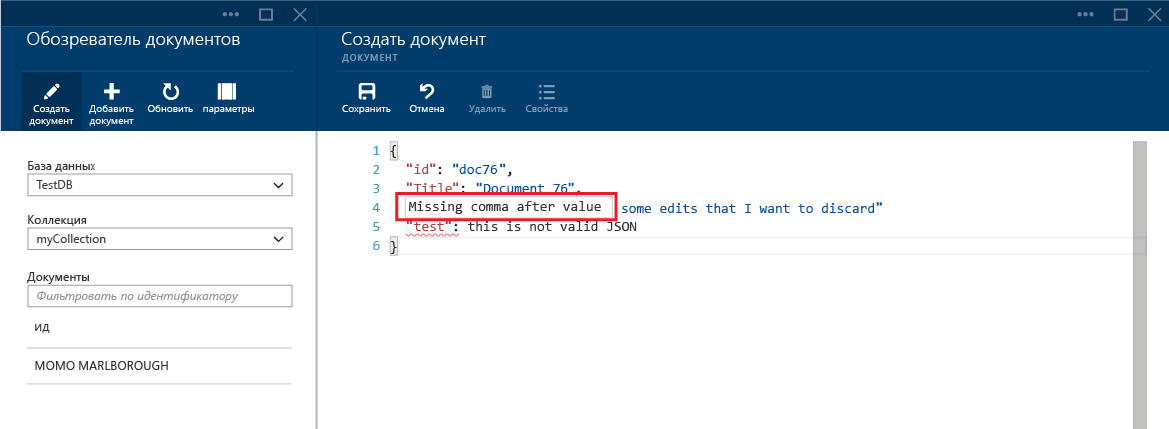 Обозреватель документов
Создать документ
Добавить документ
Обновить
параметры
База данных
TestDB
Коллекция
myCollection
Документы
Фильтровать по идентификатору
ид
MOMO MARLBOROUGH
Создать документ
ДОКУМЕНТ
Сохранить
Отмена
Удалить
Свойства
1 {
2 "id": "doc76",
3 "Title": "Document 76",
4 Missing comma after value some edits that I want to discard"
5 "test": this is not valid JSON
6 }